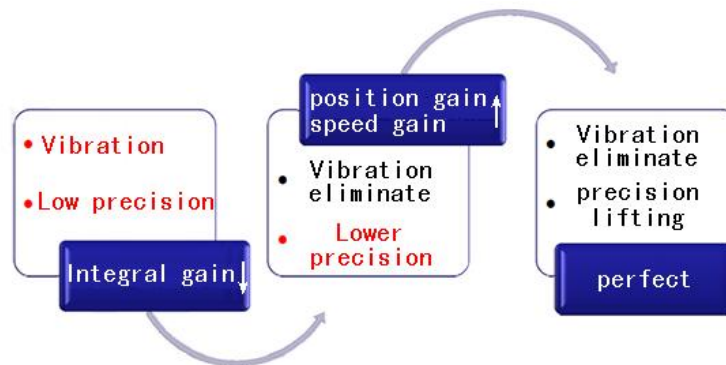 • Vibration
• Low precision
Integral gain↓
position gain
speed gain ↑
• Vibration
eliminate
• Lower
precision
• Vibration
eliminate
• precision
lifting
perfect